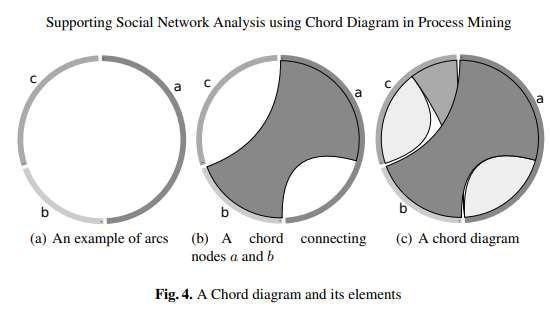 Supporting Social Network Analysis using Chord Diagram in Process Mining
c
a
b
c
a
b
c
a
b
(a) An example of arcs
(b) A chord connecting
nodes a and b
(c) A chord diagram
Fig. 4. A Chord diagram and its elements